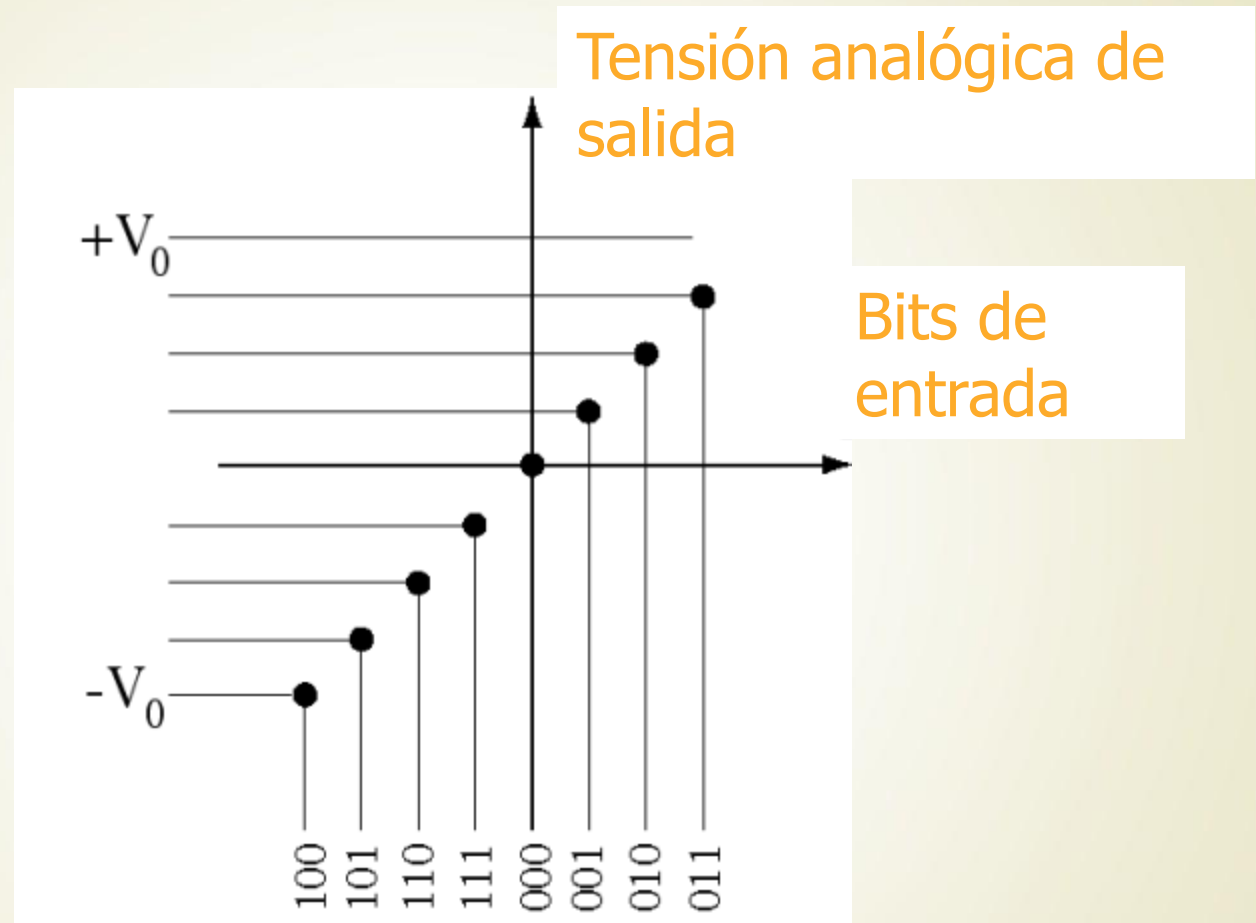 Tensión analógica de
salida
+V₀
Bits de
entrada
-V₀
100 101 110 111 000 001 010 011